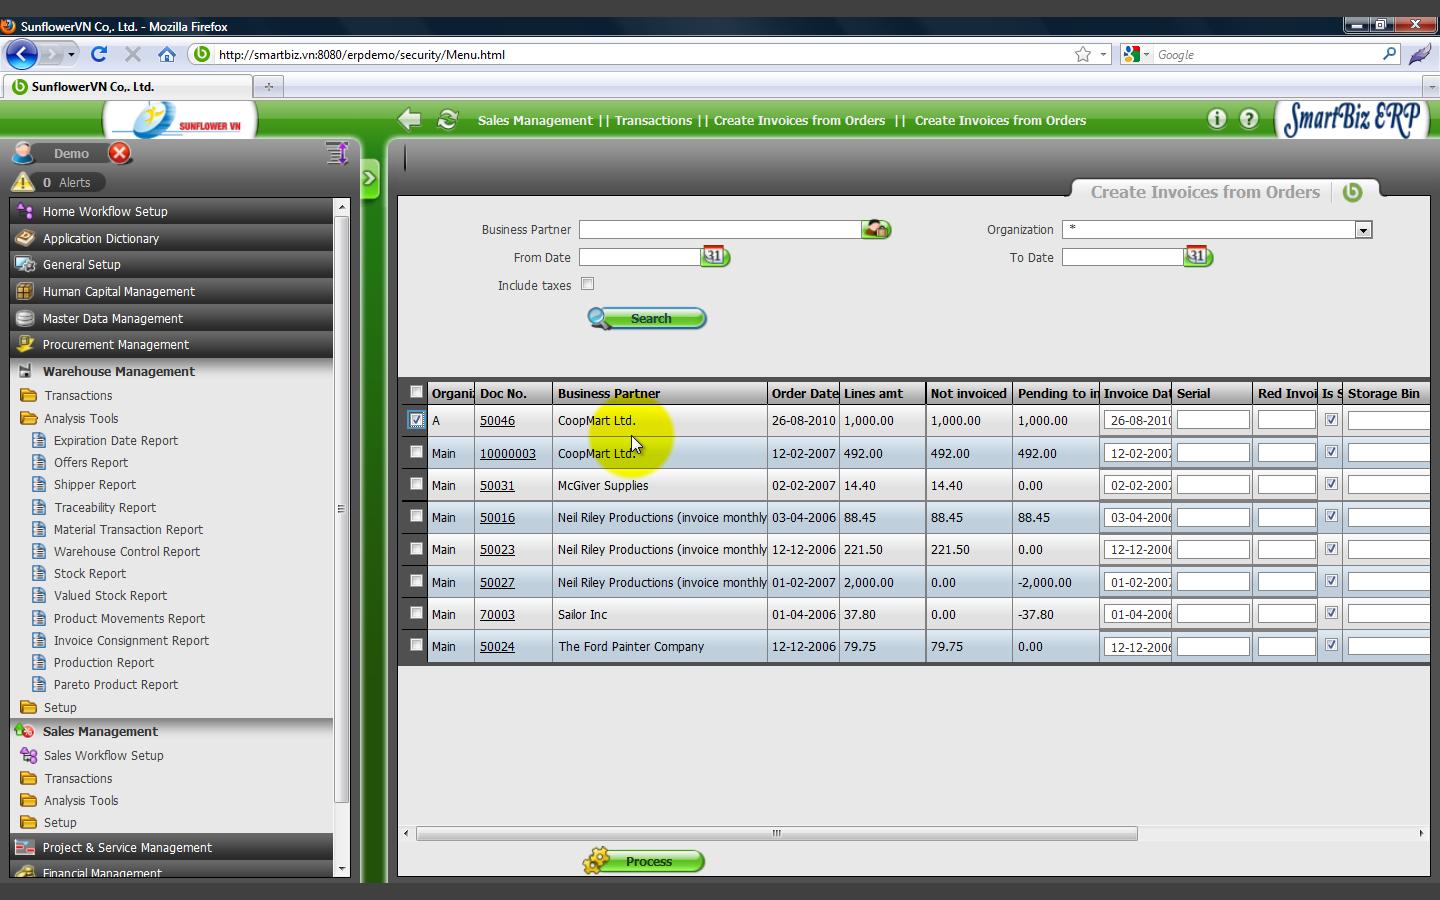 SunflowerVN Co,. Ltd. - Mozilla Firefox
http://smartbiz.vn:8080/erpdemo/security/Menu.html
Google
SunflowerVN Co,. Ltd.
SUNFLOWER VN
Sales Management || Transactions || Create Invoices from Orders || Create Invoices from Orders
SmartBiz ERP
Demo
0 Alerts
Home Workflow Setup
Application Dictionary
General Setup
Human Capital Management
Master Data Management
Procurement Management
Warehouse Management
Transactions
Analysis Tools
Expiration Date Report
Offers Report
Shipper Report
Traceability Report
Material Transaction Report
Warehouse Control Report
Stock Report
Valued Stock Report
Product Movements Report
Invoice Consignment Report
Production Report
Pareto Product Report
Setup
Sales Management
Sales Workflow Setup
Transactions
Analysis Tools
Setup
Project & Service Management
Financial Management
Create Invoices from Orders
Business Partner
Organization *
From Date 31
To Date 31
Include taxes
Search
Organiz Doc No. Business Partner Order Date Lines amt Not invoiced Pending to in Invoice Dat Serial Red Invoi Is S Storage Bin
A 50046 CoopMart Ltd. 26-08-2010 1,000.00 1,000.00 1,000.00 26-08-2010
Main 10000003 CoopMart Ltd. 12-02-2007 492.00 492.00 492.00 12-02-2007
Main 50031 McGiver Supplies 02-02-2007 14.40 14.40 0.00 02-02-2007
Main 50016 Neil Riley Productions (invoice monthly 03-04-2006 88.45 88.45 88.45 03-04-2006
Main 50023 Neil Riley Productions (invoice monthly 12-12-2006 221.50 221.50 0.00 12-12-2006
Main 50027 Neil Riley Productions (invoice monthly 01-02-2007 2,000.00 0.00 -2,000.00 01-02-2007
Main 70003 Sailor Inc 01-04-2006 37.80 0.00 -37.80 01-04-2006
Main 50024 The Ford Painter Company 12-12-2006 79.75 79.75 0.00 12-12-2006
Process